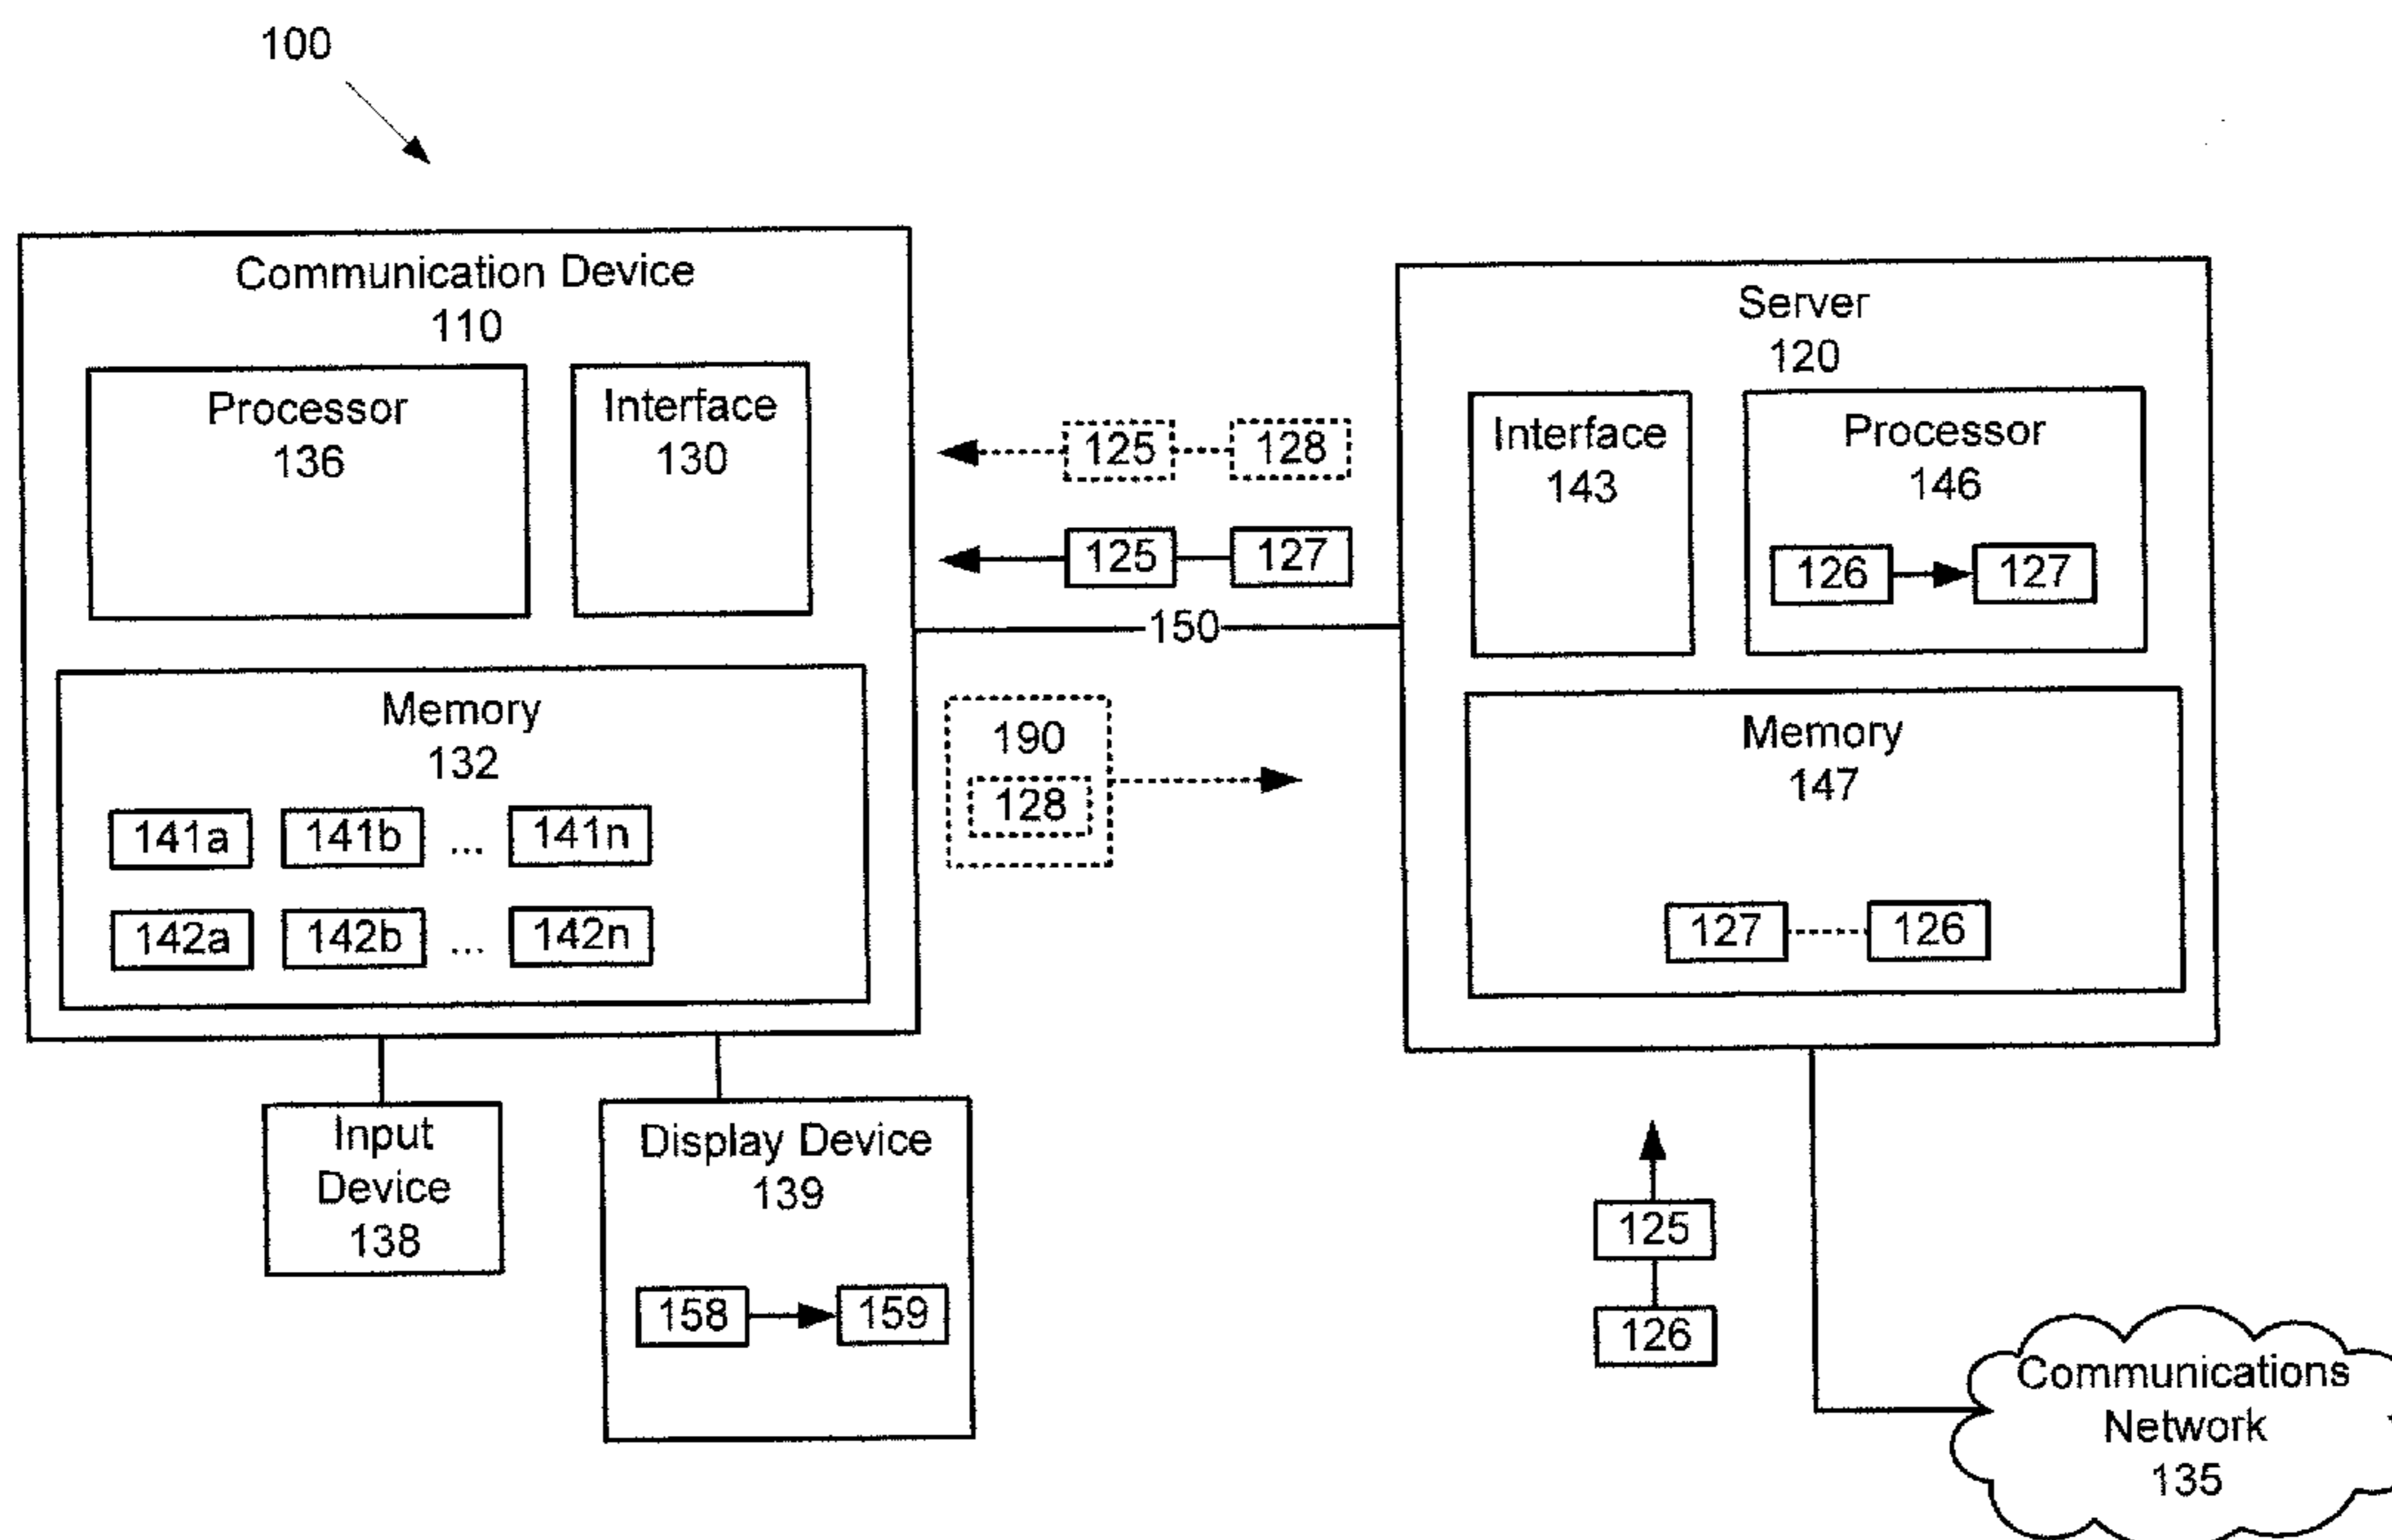 100
Communication Device
110
Processor
136
Interface
130
Memory
132
141a 141b ... 141n
142a 142b ... 142n
Input
Device
138
Display Device
139
158 159
125 128
125 127
150
190
128
Server
120
Interface
143
Processor
146
126 127
Memory
147
127 126
125
126
Communications
Network
135